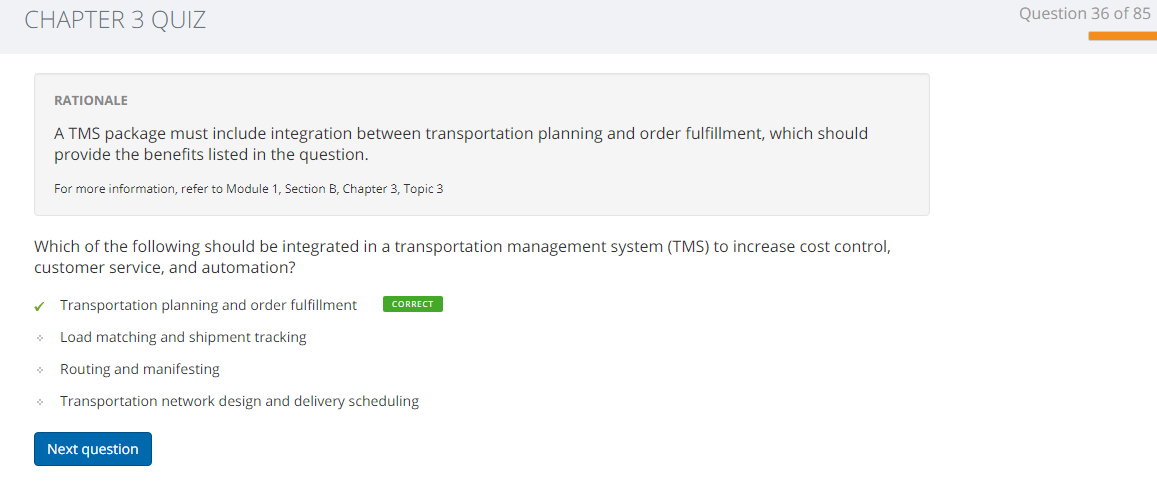 CHAPTER 3 QUIZ
Question 36 of 85
RATIONALE
A TMS package must include integration between transportation planning and order fulfillment, which should
provide the benefits listed in the question.
For more information, refer to Module 1, Section B, Chapter 3, Topic 3
Which of the following should be integrated in a transportation management system (TMS) to increase cost control,
customer service, and automation?
Transportation planning and order fulfillment CORRECT
Load matching and shipment tracking
Routing and manifesting
Transportation network design and delivery scheduling
Next question